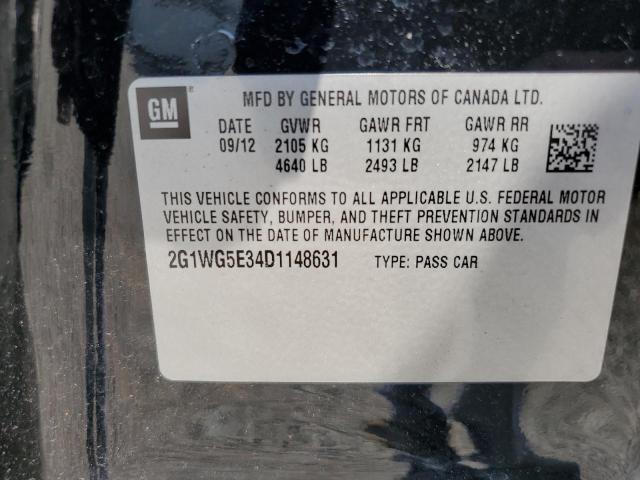 GM ®
MFD BY GENERAL MOTORS OF CANADA LTD.
DATE GVWR GAWR FRT GAWR RR
09/12 2105 KG 1131 KG 974 KG
4640 LB 2493 LB 2147 LB
THIS VEHICLE CONFORMS TO ALL APPLICABLE U.S. FEDERAL MOTOR
VEHICLE SAFETY, BUMPER, AND THEFT PREVENTION STANDARDS IN
EFFECT ON THE DATE OF MANUFACTURE SHOWN ABOVE.
2G1WG5E34D1148631 TYPE: PASS CAR